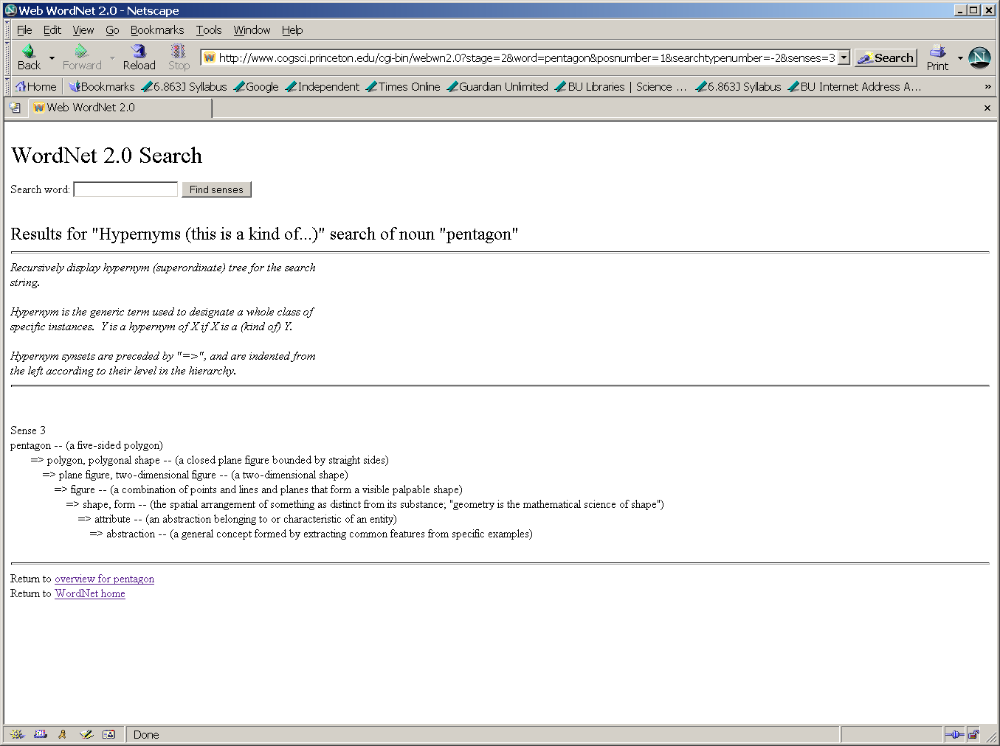 Web WordNet 2.0 - Netscape
File Edit View Go Bookmarks Tools Window Help
Back Forward Reload Stop http://www.cogsci.princeton.edu/cgi-bin/webwn2.0?stage=2&word=pentagon&posnumber=1&searchtypenumber=-2&senses=3 Search Print N
Home Bookmarks 6.863J Syllabus Google Independent Times Online Guardian Unlimited BU Libraries | Science ... 6.863J Syllabus BU Internet Address A... »
Web WordNet 2.0
WordNet 2.0 Search
Search word: Find senses
Results for "Hypernyms (this is a kind of...)" search of noun "pentagon"
Recursively display hypernym (superordinate) tree for the search
string.
Hypernym is the generic term used to designate a whole class of
specific instances.  Y is a hypernym of X if X is a (kind of) Y.
Hypernym synsets are preceded by "=>", and are indented from
the left according to their level in the hierarchy.
Sense 3
pentagon -- (a five-sided polygon)
=> polygon, polygonal shape -- (a closed plane figure bounded by straight sides)
=> plane figure, two-dimensional figure -- (a two-dimensional shape)
=> figure -- (a combination of points and lines and planes that form a visible palpable shape)
=> shape, form -- (the spatial arrangement of something as distinct from its substance; "geometry is the mathematical science of shape")
=> attribute -- (an abstraction belonging to or characteristic of an entity)
=> abstraction -- (a general concept formed by extracting common features from specific examples)
Return to overview for pentagon
Return to WordNet home
Done